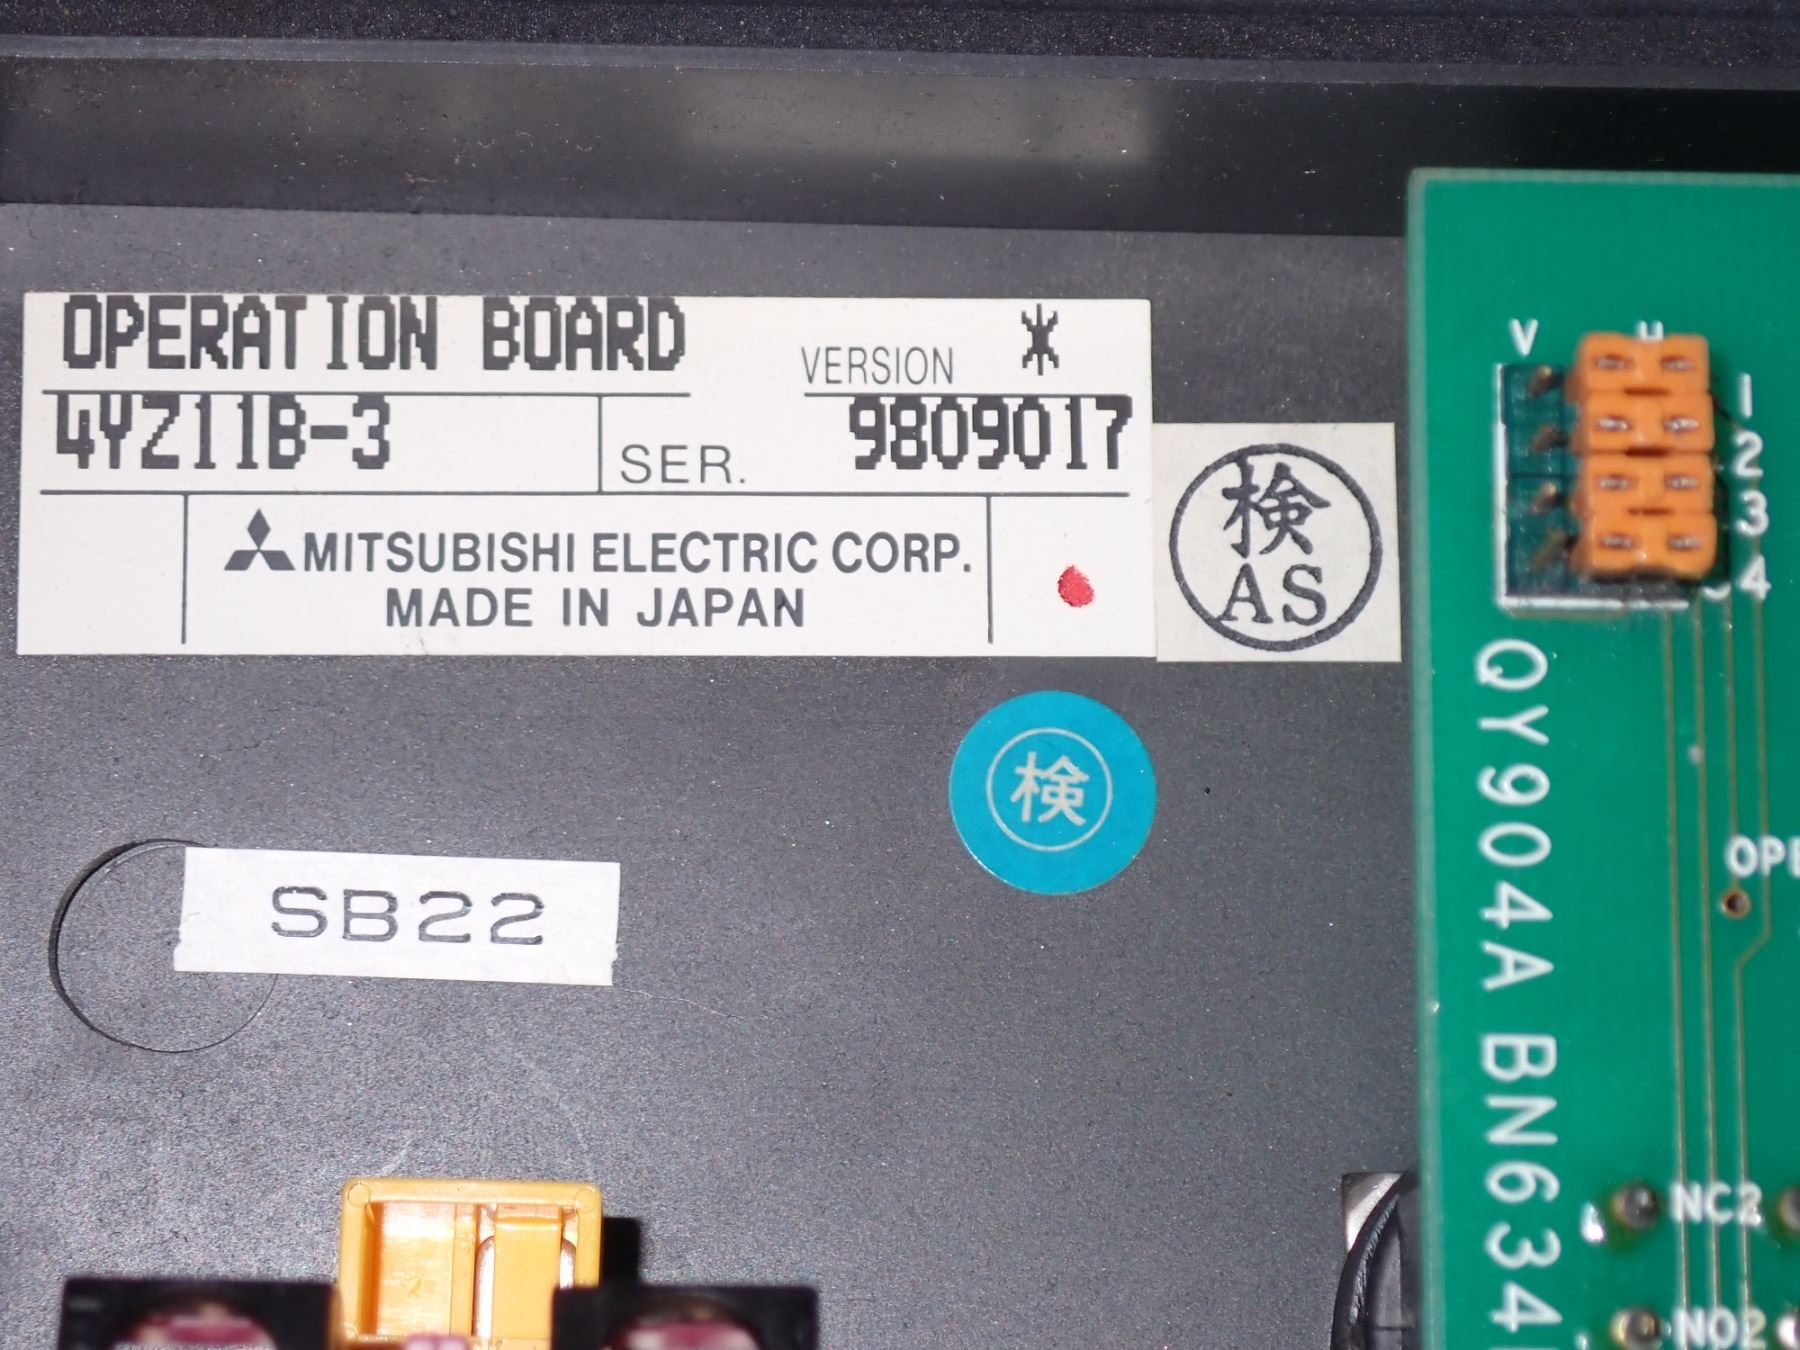 OPERATION BOARD
VERSION *
4YZ11B-3
SER. 9809017
MITSUBISHI ELECTRIC CORP.
MADE IN JAPAN
検
AS
検
SB22
V
1
2
3
4
QY904A BN634
OPE
NC2
NO2